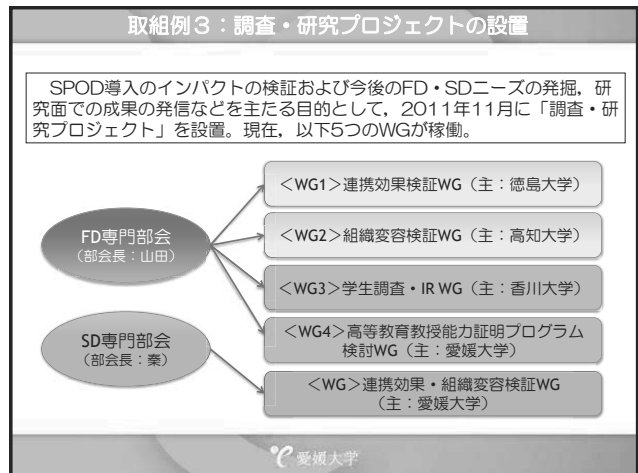 取組例３：調査・研究プロジェクトの設置
SPOD導入のインパクトの検証および今後のFD・SDニーズの発掘，研
究面での成果の発信などを主たる目的として，2011年11月に「調査・研
究プロジェクト」を設置。現在，以下5つのWGが稼働。
＜WG1＞連携効果検証WG（主：徳島大学）
FD専門部会
（部会長：山田）
＜WG2＞組織変容検証WG（主：高知大学）
＜WG3＞学生調査・IR WG（主：香川大学）
＜WG4＞高等教育教授能力証明プログラム
検討WG（主：愛媛大学）
SD専門部会
（部会長：秦）
＜WG＞連携効果・組織変容検証WG
（主：愛媛大学）
愛媛大学